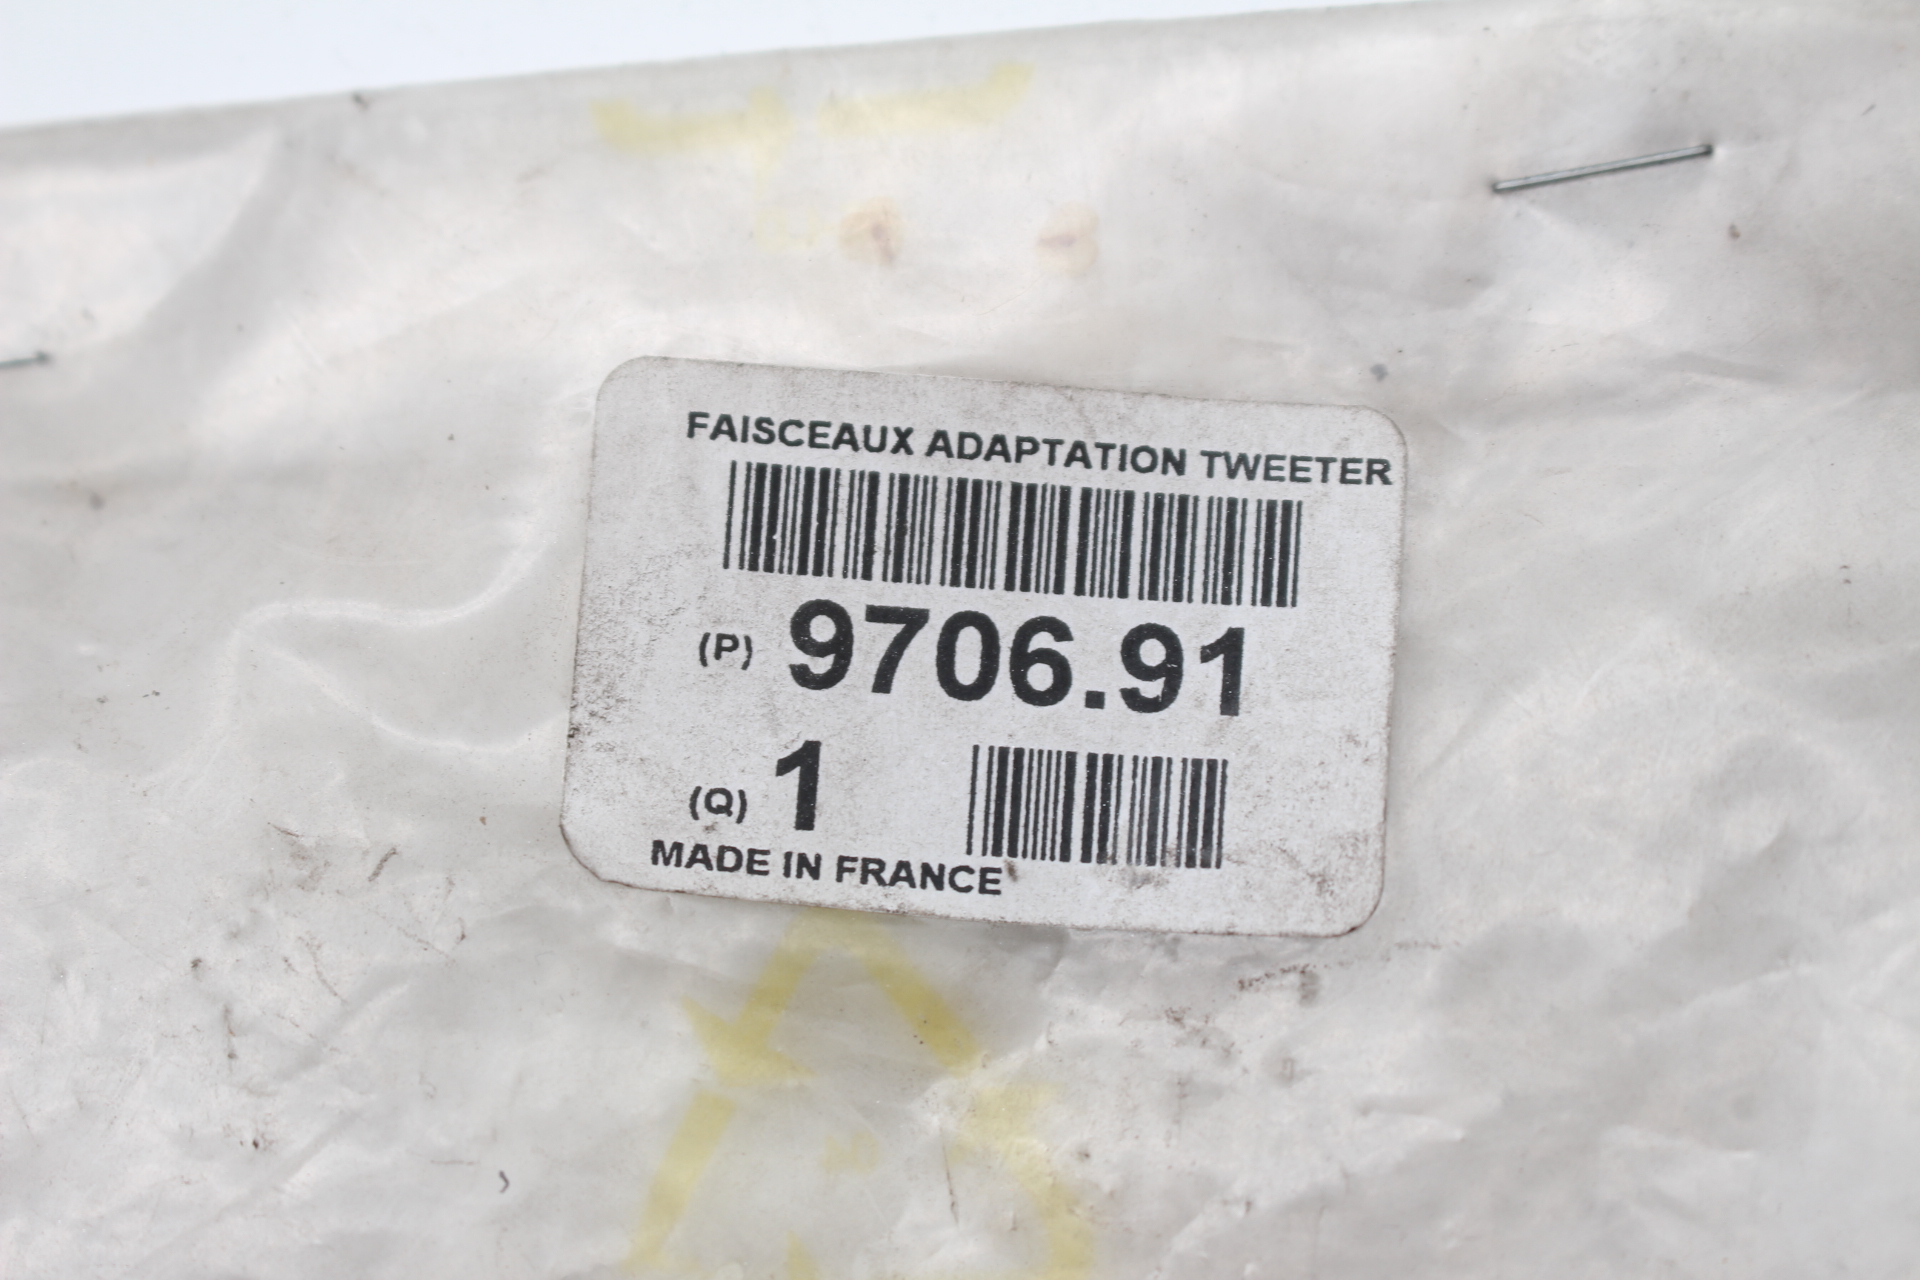 FAISCEAUX ADAPTATION TWEETER
(P) 9706.91
(Q) 1
MADE IN FRANCE